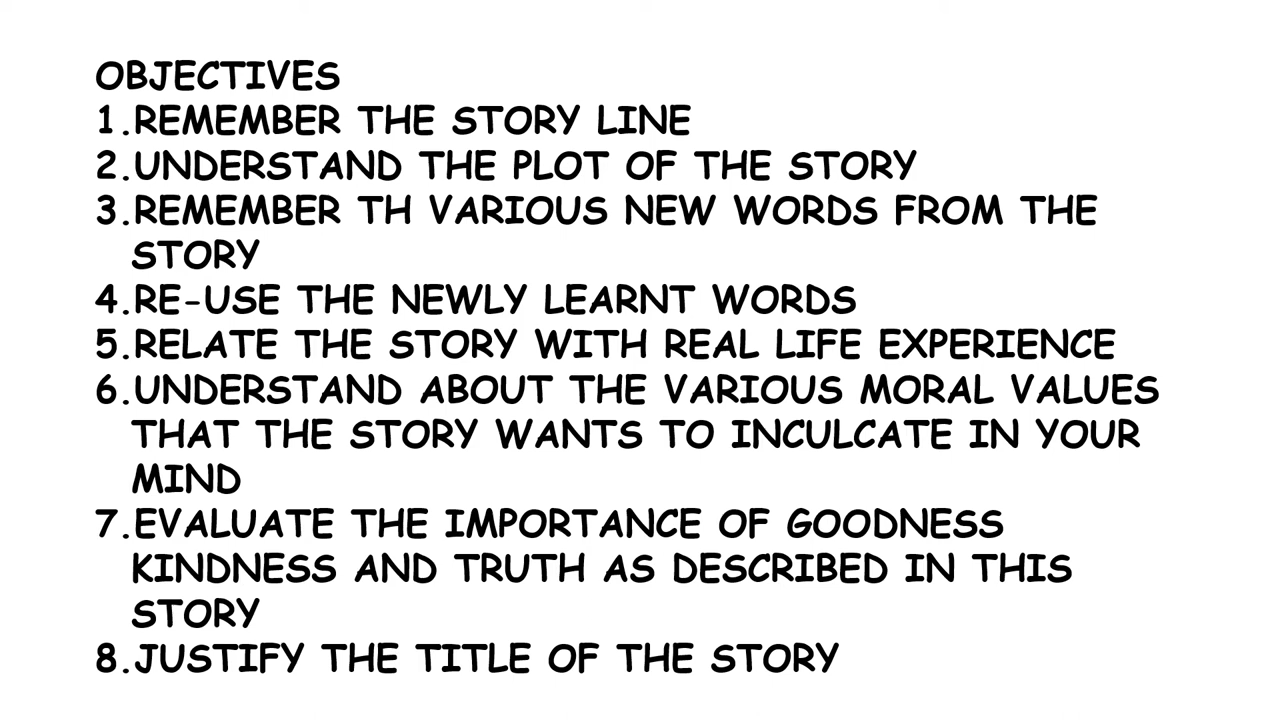 OBJECTIVES
1.REMEMBER THE STORY LINE
2.UNDERSTAND THE PLOT OF THE STORY
3.REMEMBER TH VARIOUS NEW WORDS FROM THE
STORY
4.RE-USE THE NEWLY LEARNT WORDS
5.RELATE THE STORY WITH REAL LIFE EXPERIENCE
6.UNDERSTAND ABOUT THE VARIOUS MORAL VALUES
THAT THE STORY WANTS TO INCULCATE IN YOUR
MIND
7.EVALUATE THE IMPORTANCE OF GOODNESS
KINDNESS AND TRUTH AS DESCRIBED IN THIS
STORY
8.JUSTIFY THE TITLE OF THE STORY